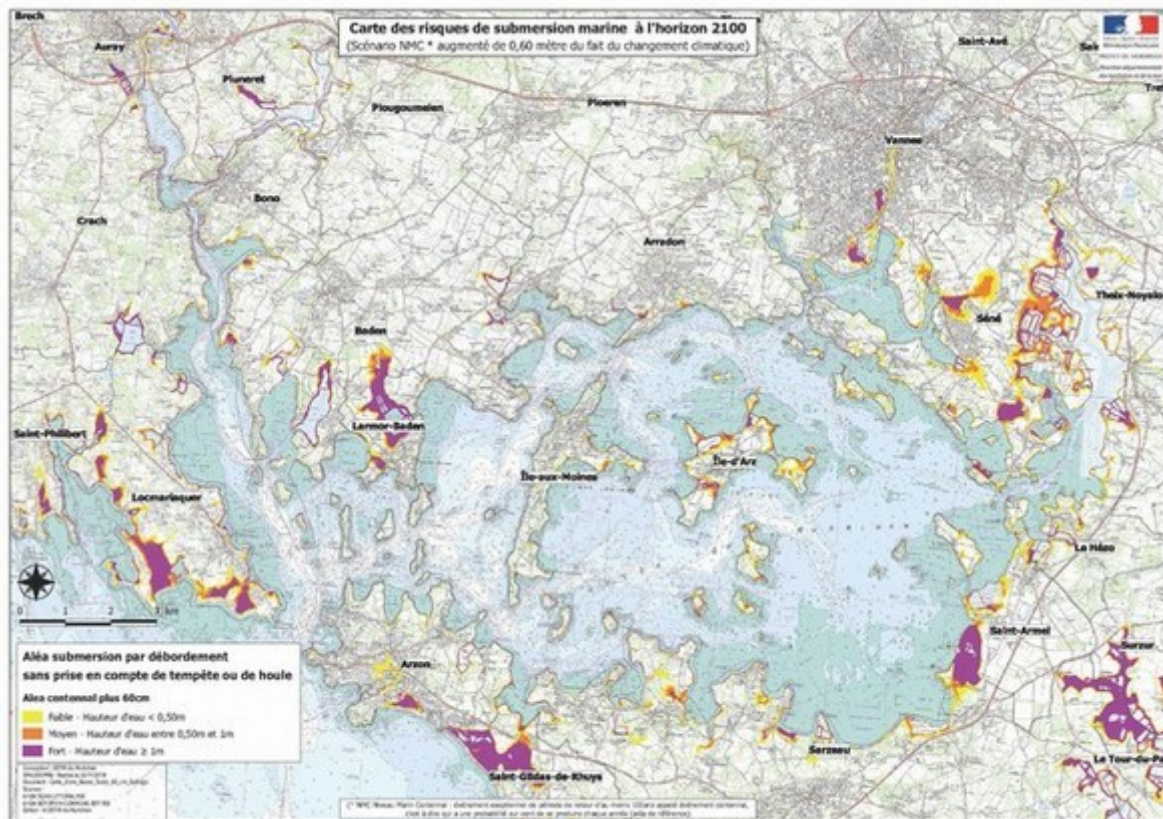 Carte des risques de submersion marine à l'horizon 2100
(Scénario NMC * augmenté de 0,60 mètre du fait du changement climatique)
Brech
Auray
Saint-Avé
Pluneret
Plougoumelen
Ploeren
Vannes
Bono
Crach
Arradon
Theix-Noyalo
Baden
Séné
Saint-Philibert
Larmor-Baden
Île-aux-Moines
Île-d'Arz
Locmariaquer
Le Hézo
0 1 2 3 km
Saint-Armel
Surzur
Arzon
Sarzeau
Saint-Gildas-de-Rhuys
Le Tour-du-Pa
Aléa submersion par débordement
sans prise en compte de tempête ou de houle
Alea centennal plus 60cm
Faible - Hauteur d'eau < 0,50m
Moyen - Hauteur d'eau entre 0,50m et 1m
Fort - Hauteur d'eau ≥ 1m